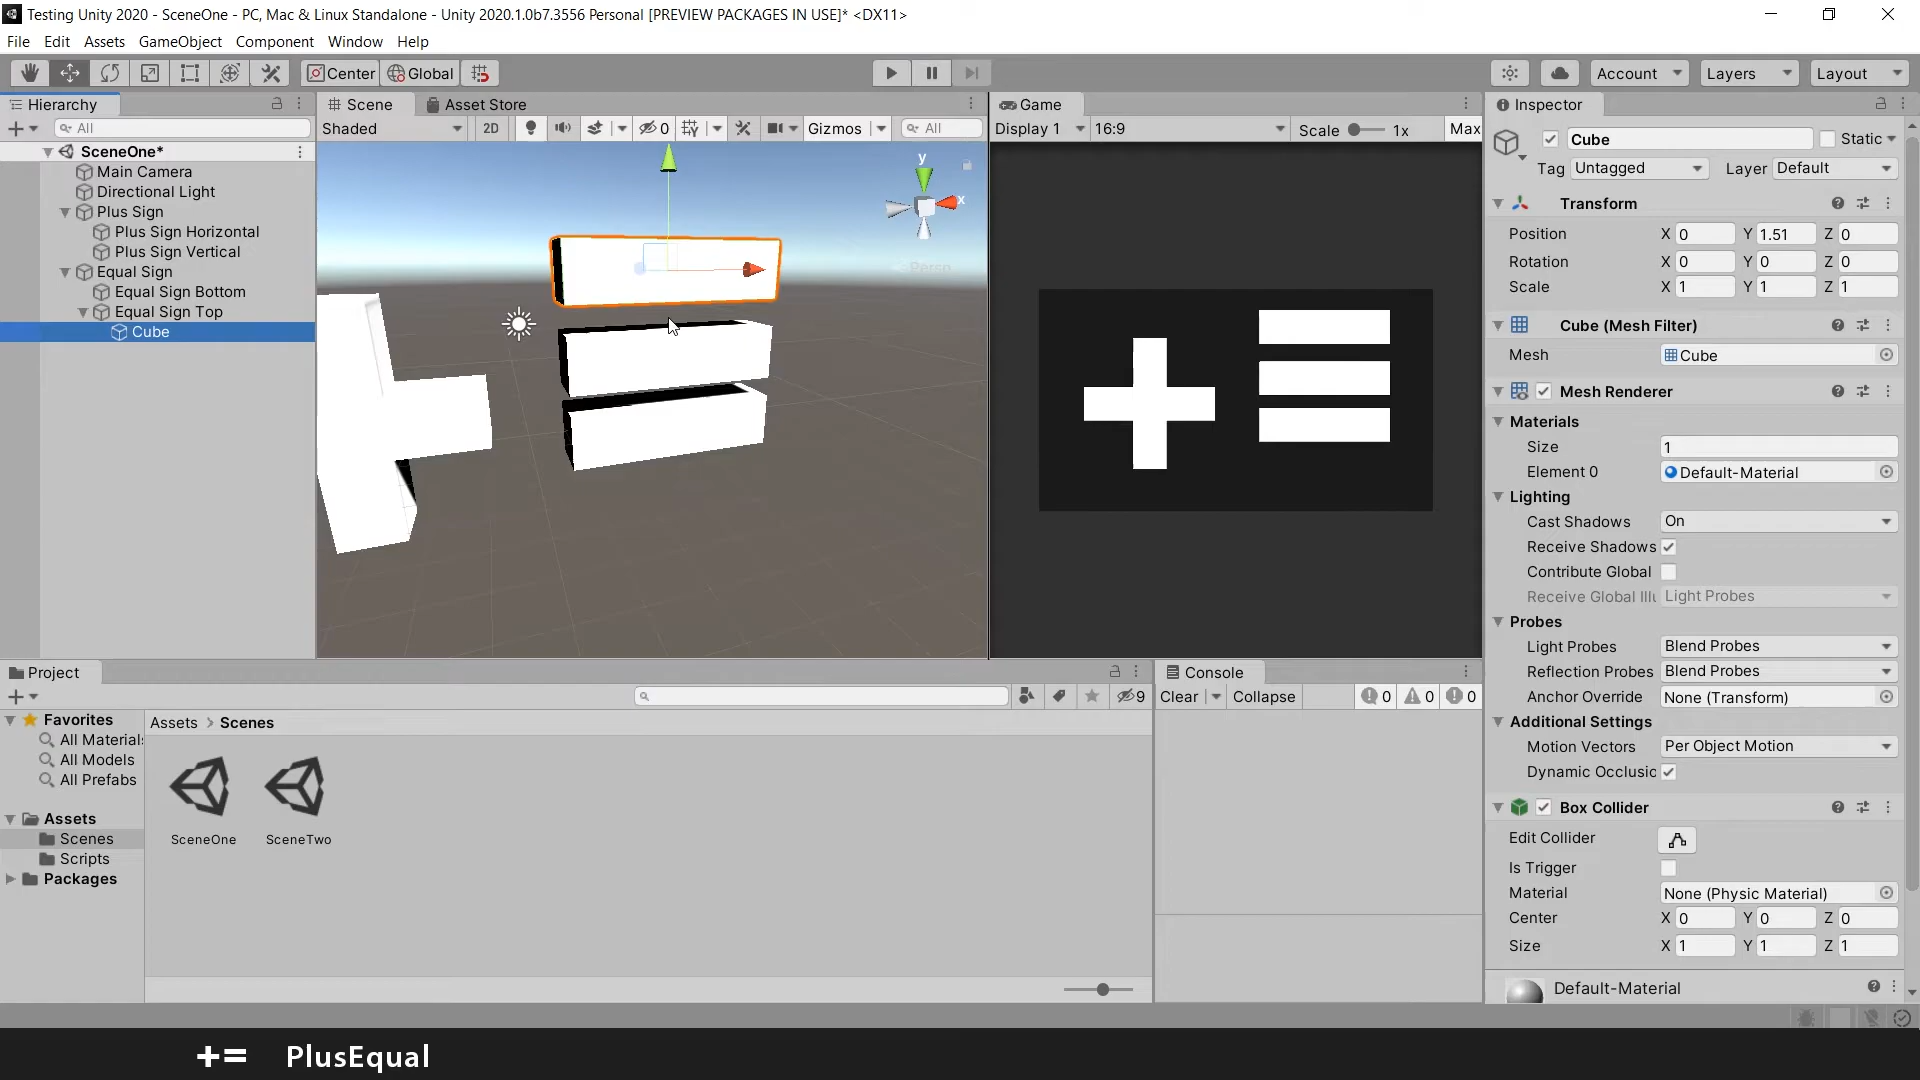 Testing Unity 2020 - SceneOne - PC, Mac & Linux Standalone - Unity 2020.1.0b7.3556 Personal [PREVIEW PACKAGES IN USE]* <DX11>
File Edit Assets GameObject Component Window Help
Center Global Account Layers Layout
Hierarchy
All
SceneOne*
Main Camera
Directional Light
Plus Sign
Plus Sign Horizontal
Plus Sign Vertical
Equal Sign
Equal Sign Bottom
Equal Sign Top
Cube
Scene Asset Store
Shaded 2D 0 Gizmos All
y
x
Persp
Game
Display 1 16:9 Scale 1x Max
Inspector
Cube Static
Tag Untagged Layer Default
Transform
Position X 0 Y 1.51 Z 0
Rotation X 0 Y 0 Z 0
Scale X 1 Y 1 Z 1
Cube (Mesh Filter)
Mesh Cube
Mesh Renderer
Materials
Size 1
Element 0 Default-Material
Lighting
Cast Shadows On
Receive Shadows
Contribute Global
Receive Global Illu Light Probes
Probes
Light Probes Blend Probes
Reflection Probes Blend Probes
Anchor Override None (Transform)
Additional Settings
Motion Vectors Per Object Motion
Dynamic Occlusic
Box Collider
Edit Collider
Is Trigger
Material None (Physic Material)
Center X 0 Y 0 Z 0
Size X 1 Y 1 Z 1
Default-Material
Project
9
Favorites
All Materials
All Models
All Prefabs
Assets
Scenes
Scripts
Packages
Assets > Scenes
SceneOne SceneTwo
Console
Clear Collapse 0 0 0
+= PlusEqual